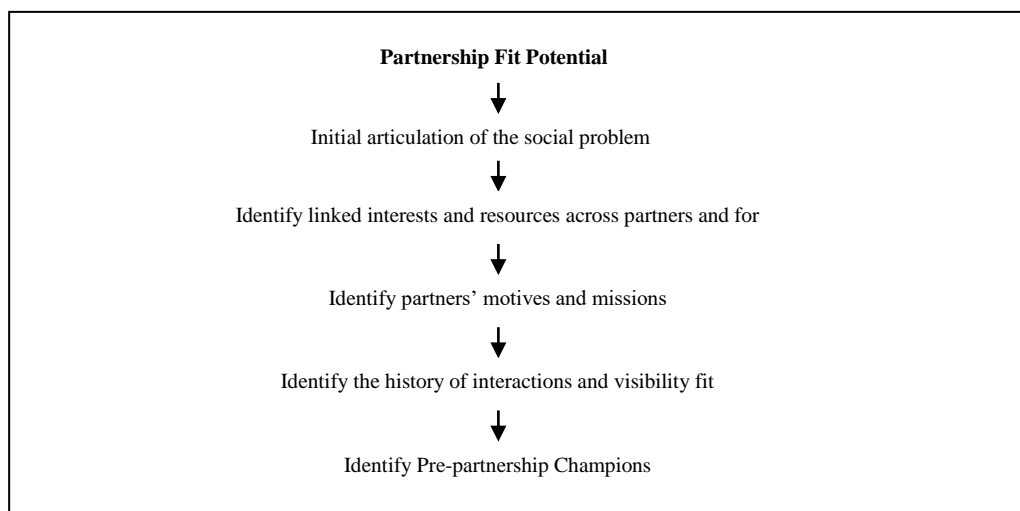 Partnership Fit Potential
Initial articulation of the social problem
Identify linked interests and resources across partners and for
Identify partners’ motives and missions
Identify the history of interactions and visibility fit
Identify Pre-partnership Champions